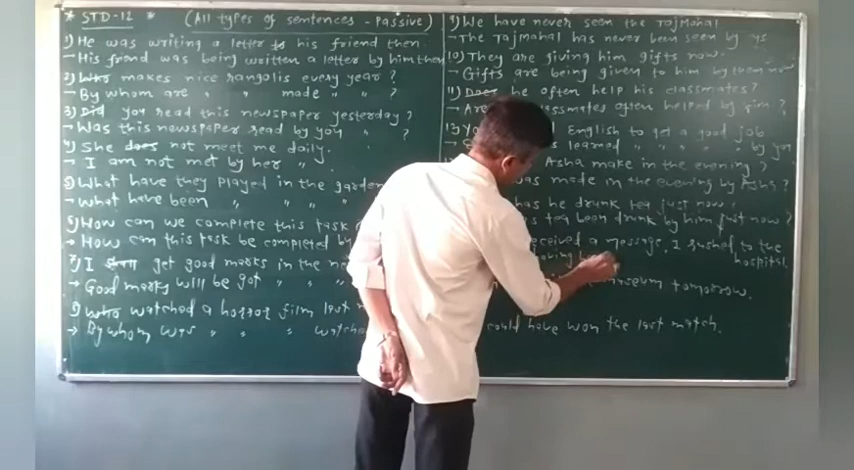 * STD-12 * (All types of sentences - Passive)
1) He was writing a letter to his friend then.
- His frend was being written a letter by him then
2) Who makes nice rangolis every year?
- By whom are " " made " " ?
3) Did you read this newspaper yesterday?
- Was this newspaper read by you " ?
4) She does not meet me daily.
- I am not met by her "
5) What have they played in the garden
- What have been " " "
6) How can we complete this task
- How can this task be completed by
7) I get good marks in the
- Good marks will be got " "
8) Who watched a horror film last
- By whom was " " " watche
9) We have never seen the Tajmahal
- The Tajmahal has never been seen by us
10) They are giving him gifts now.
- Gifts are being given to him by them now
11) Does he often help his classmates?
- Are ssmates often helped by him?
12) Yo English to get a good job
- learned " " " " by you
Asha make in the evening?
was made in the evening by Asha?
has he drunk tea just now
s tea been drunk by him just now?
eceived a message, I rushed to the
hospital.
having
useum tomorrow.
could have won the last match.